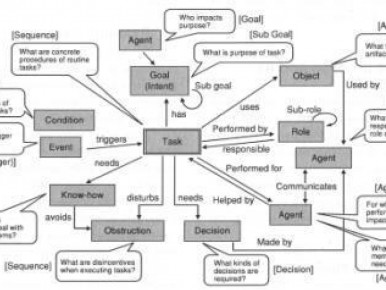 [Sequence]
What are concrete
procedures of routine
tasks?
Agent
Who impacts
purpose?
[Goal]
[Sub Goal]
What is purpose of task?
Goal
(Intent)
Sub goal
has
Object
What
Used by
uses
of
Condition
Event
triggers
Task
Performed by
responsible
Sub-role
Role
Agent
needs
Performed for
Communicates
Know-how
avoids
disturbs
needs
Helped by
Agent
Obstruction
Decision
Made by
[Sequence]
What are disincentives
when executing tasks?
What kinds of
decisions are
required?
[Decision]
For